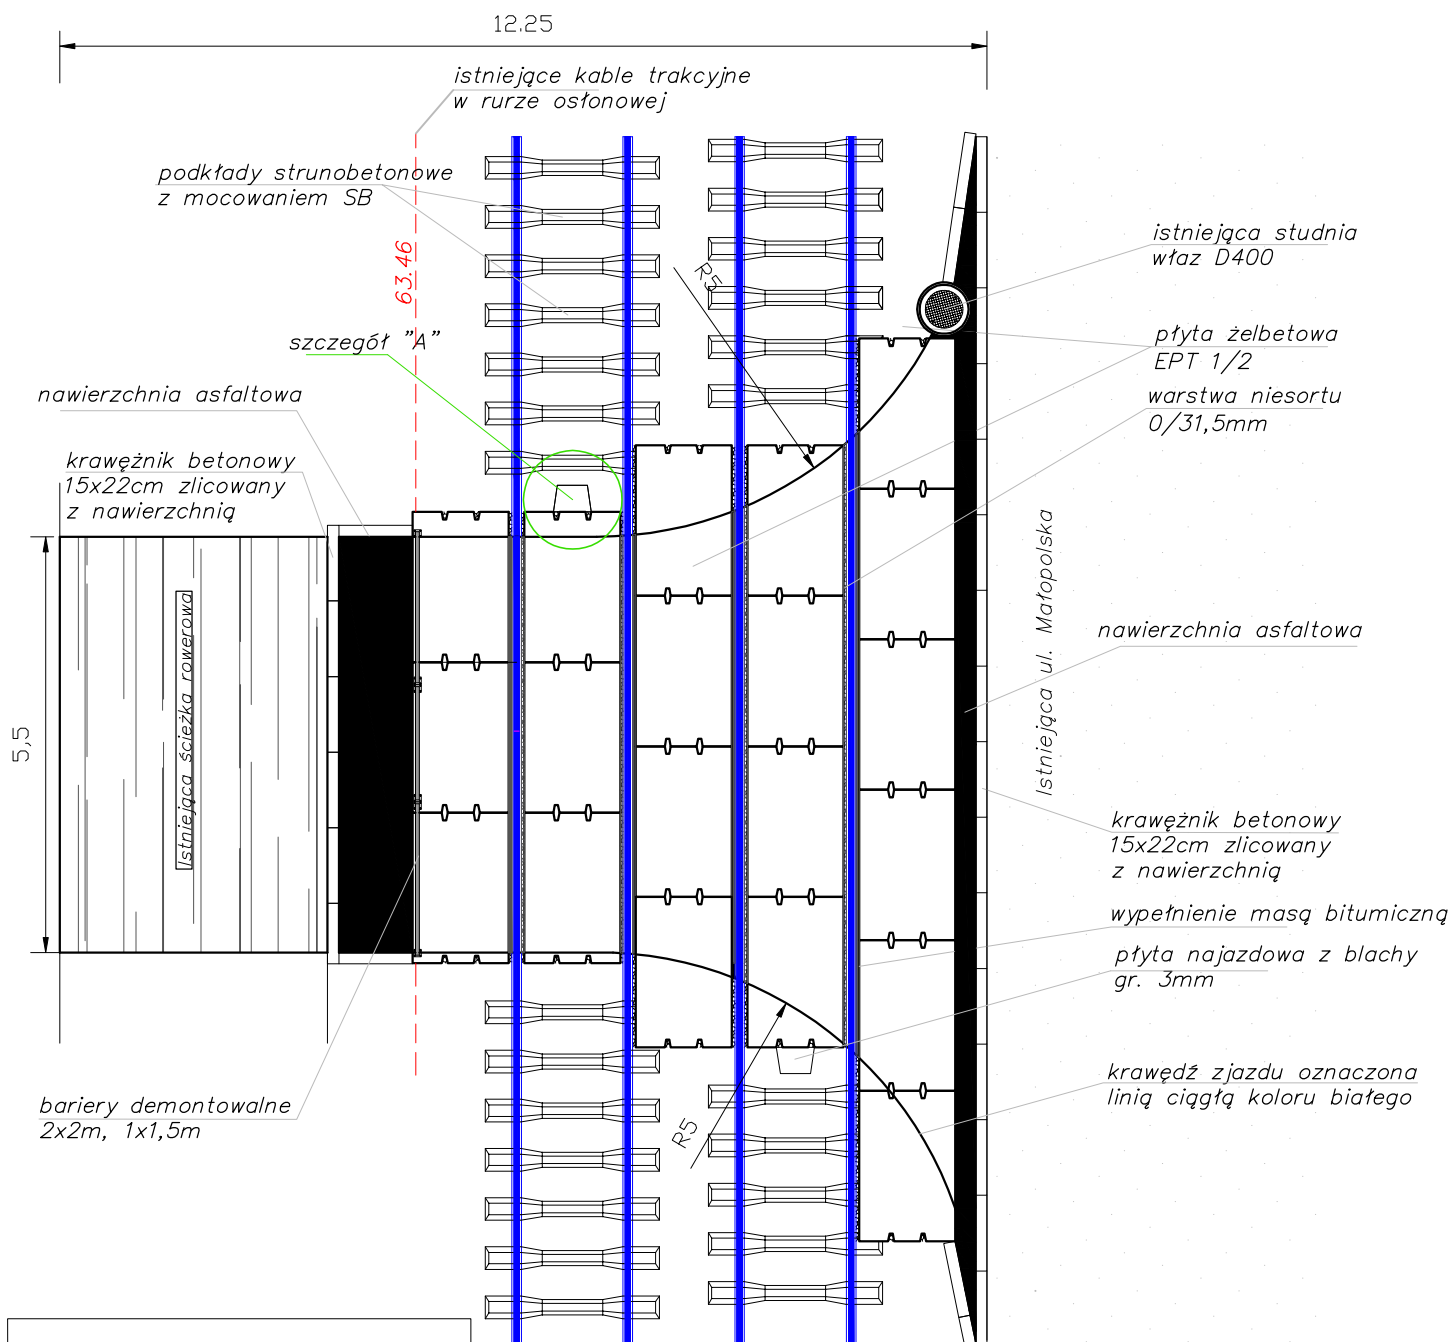 12.25
istniejące kable trakcyjne
w rurze osłonowej
podkłady strunobetonowe
z mocowaniem SB
63.46
R5
istniejąca studnia
właz D400
szczegół "A"
płyta żelbetowa
EPT 1/2
nawierzchnia asfaltowa
warstwa niesortu
0/31,5mm
krawężnik betonowy
15x22cm zlicowany
z nawierzchnią
Istniejąca ul. Małopolska
Istniejąca ścieżka rowerowa
5,5
nawierzchnia asfaltowa
krawężnik betonowy
15x22cm zlicowany
z nawierzchnią
wypełnienie masą bitumiczną
płyta najazdowa z blachy
gr. 3mm
krawędź zjazdu oznaczona
linią ciągłą koloru białego
bariery demontowalne
2x2m, 1x1,5m
R5